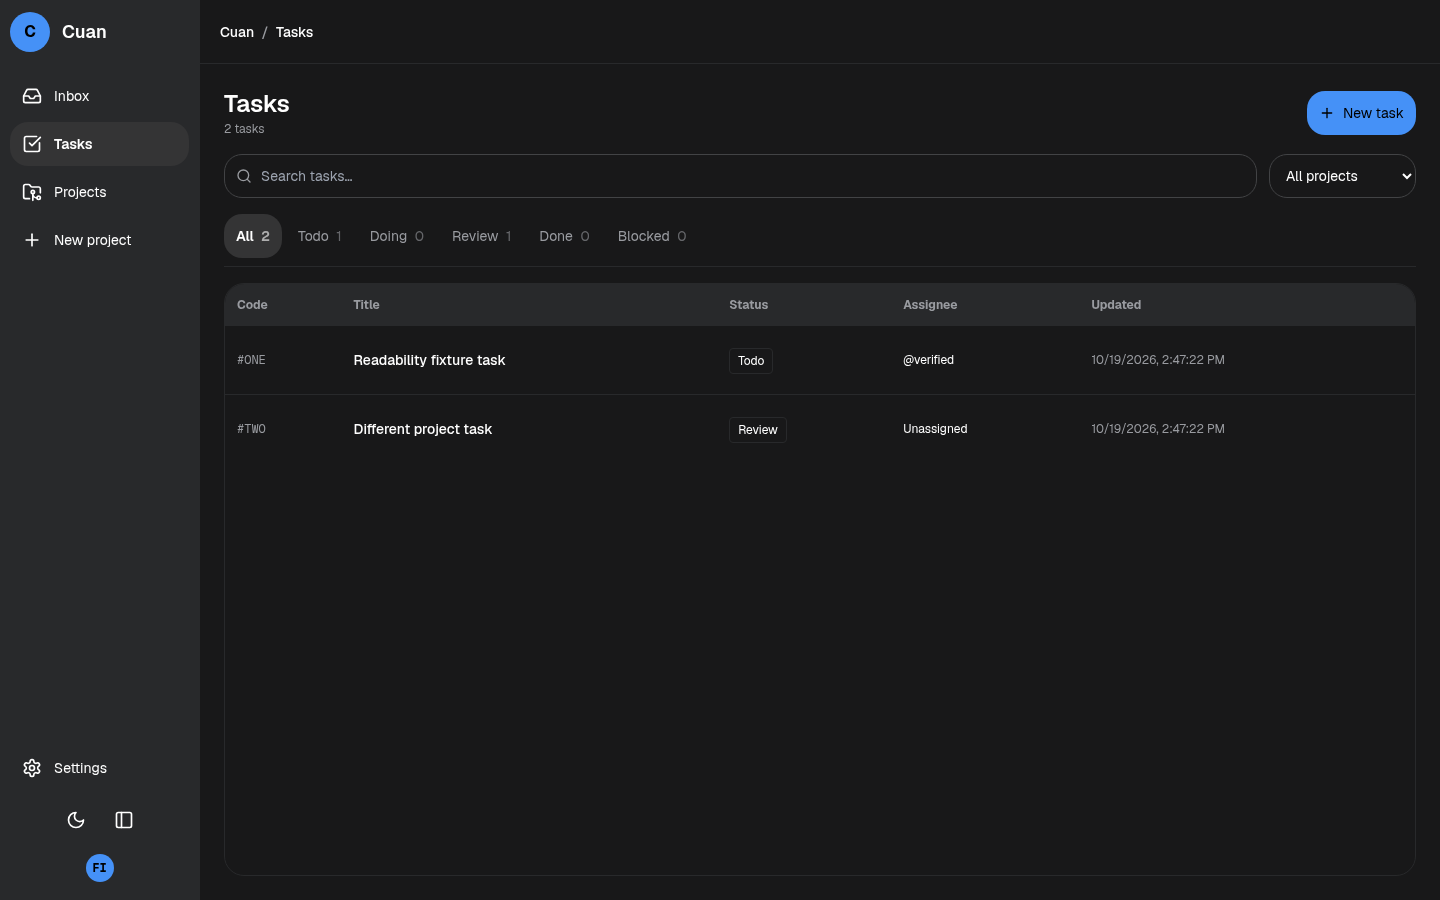 C Cuan
Cuan / Tasks
Inbox
Tasks
Projects
New project
Settings
FI
Tasks
2 tasks
New task
Search tasks…
All projects
All 2 Todo 1 Doing 0 Review 1 Done 0 Blocked 0
Code Title Status Assignee Updated
#ONE Readability fixture task Todo @verified 10/19/2026, 2:47:22 PM
#TWO Different project task Review Unassigned 10/19/2026, 2:47:22 PM